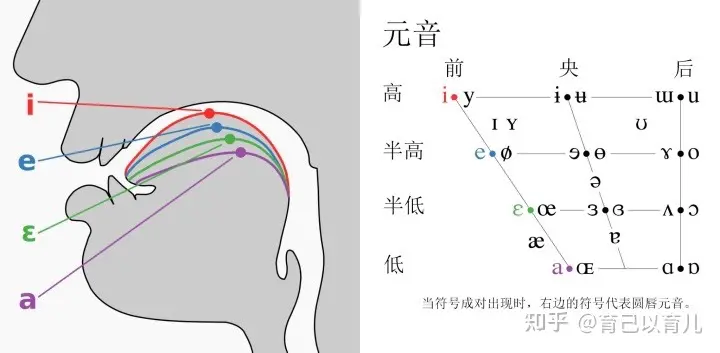 i
e
ɛ
a
元音
前 央 后
高 i y ɨ ʉ ɯ u
ɪ ʏ ʊ
半高 e ø ɘ ɵ ɤ o
ə
半低 ɛ œ ɜ ɞ ʌ ɔ
æ ɐ
低 a ɶ ɑ ɒ
当符号成对出现时，右边的符号代表圆唇元音。
知乎 @育己以育儿